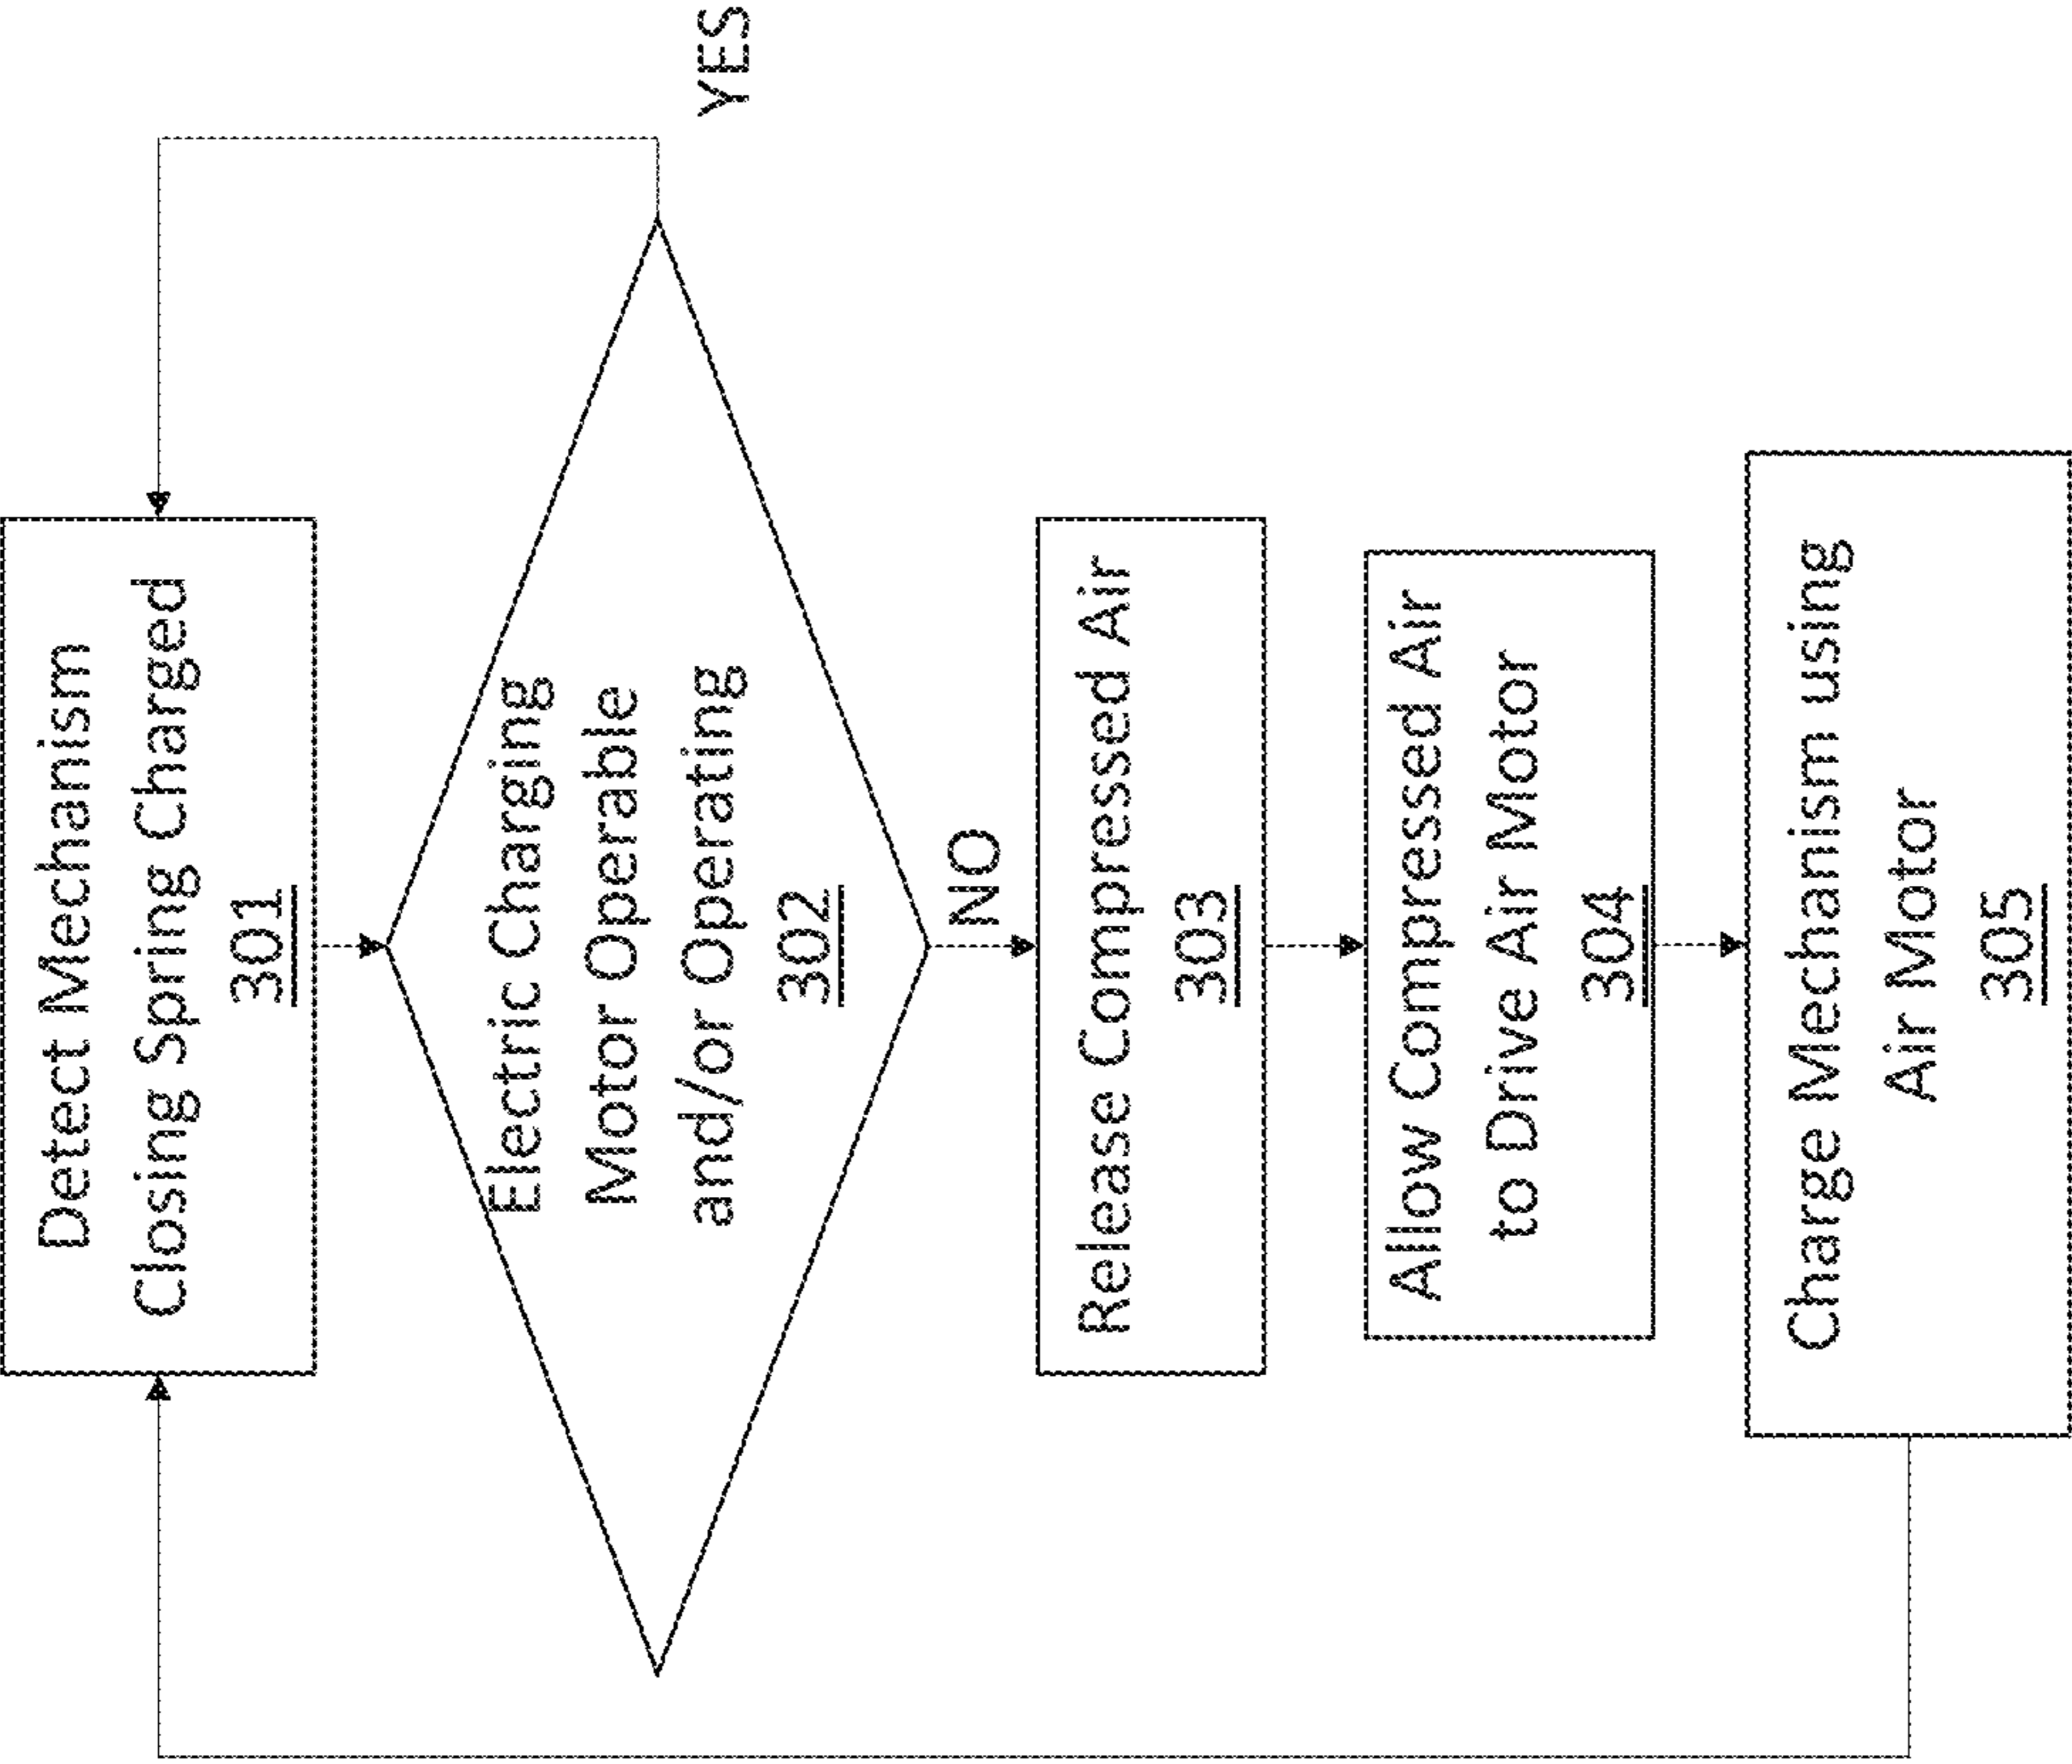 Detect Mechanism
Closing Spring Charged
301
Electric Charging
Motor Operable
and/or Operating
302
YES
NO
Release Compressed Air
303
Allow Compressed Air
to Drive Air Motor
304
Charge Mechanism using
Air Motor
305